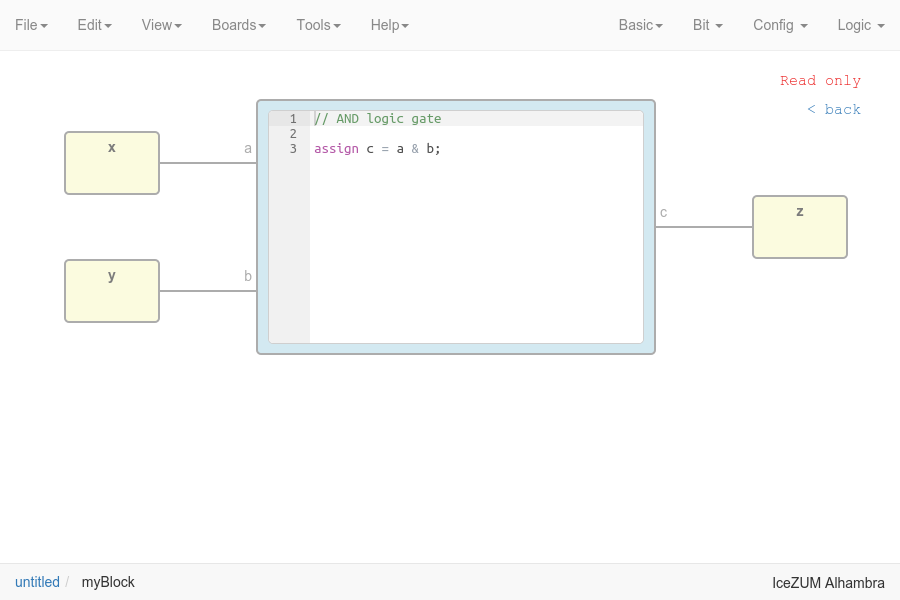 File Edit View Boards Tools Help Basic Bit Config Logic
Read only
< back
x
a
y
b
1 // AND logic gate
2
3 assign c = a & b;
c
z
untitled / myBlock
IceZUM Alhambra